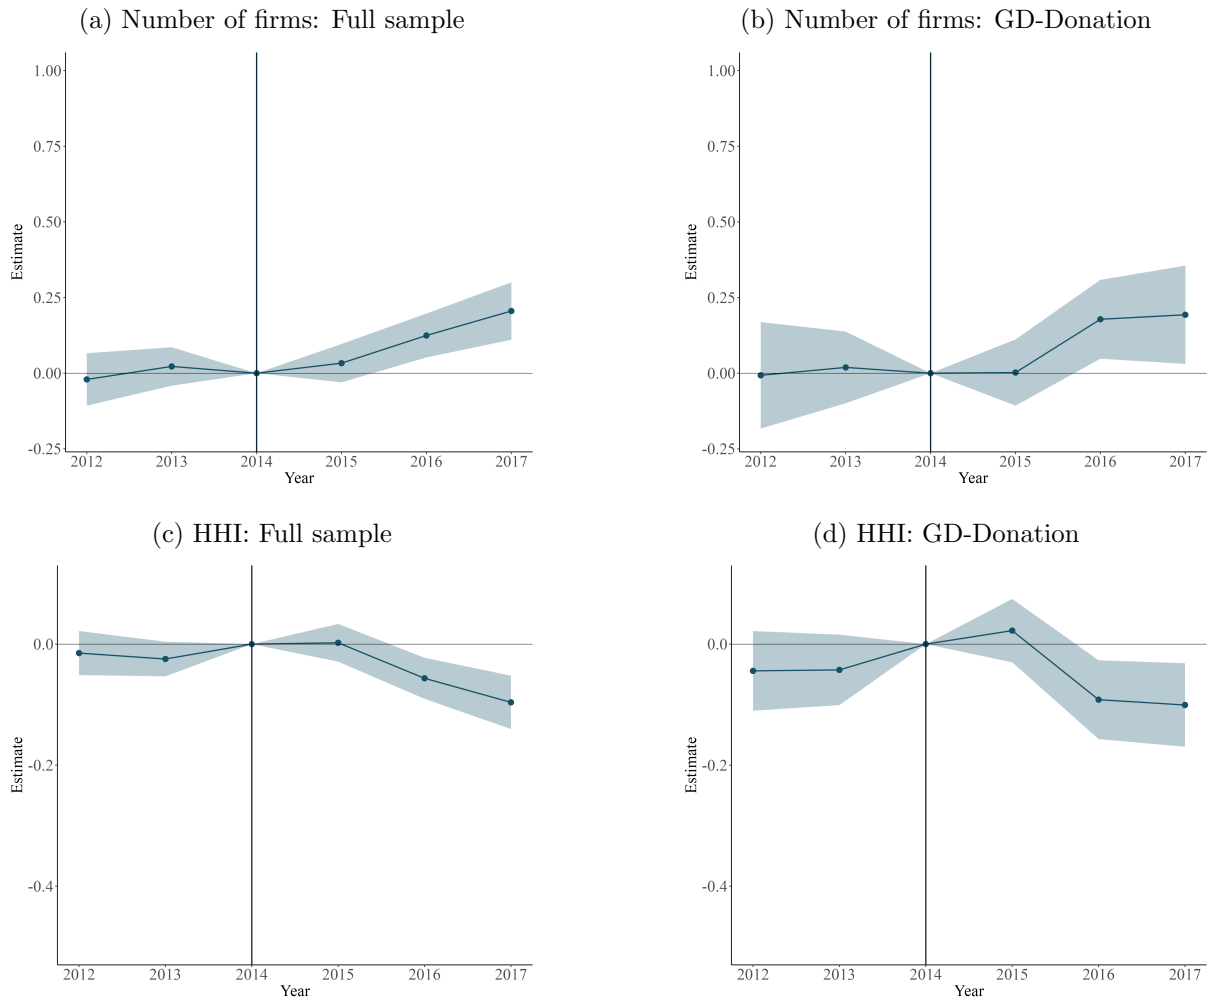 (a) Number of firms: Full sample
1.00
0.75
0.50
0.25
0.00
-0.25
Estimate
2012 2013 2014 2015 2016 2017
Year
(b) Number of firms: GD-Donation
1.00
0.75
0.50
0.25
0.00
-0.25
Estimate
2012 2013 2014 2015 2016 2017
Year
(c) HHI: Full sample
0.0
-0.2
-0.4
Estimate
2012 2013 2014 2015 2016 2017
Year
(d) HHI: GD-Donation
0.0
-0.2
-0.4
Estimate
2012 2013 2014 2015 2016 2017
Year